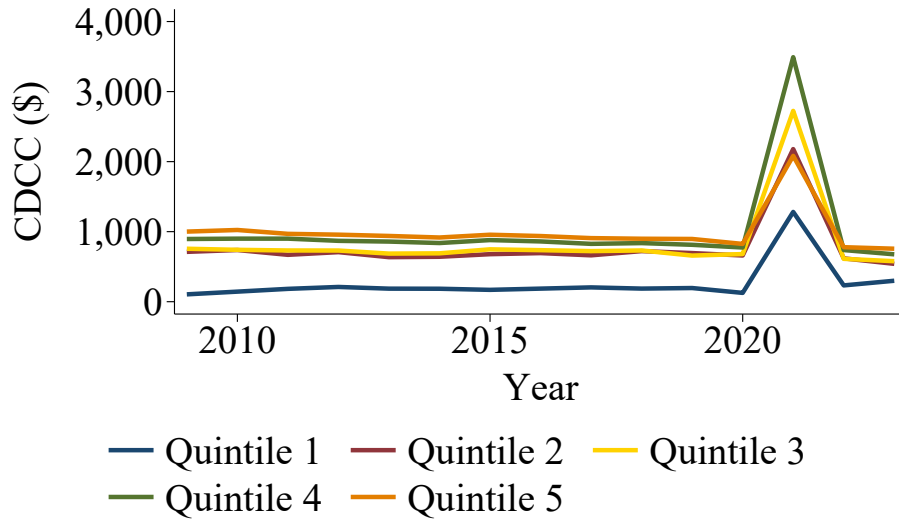 4,000
3,000
2,000
1,000
0
CDCC ($)
2010 2015 2020
Year
Quintile 1 Quintile 2 Quintile 3
Quintile 4 Quintile 5